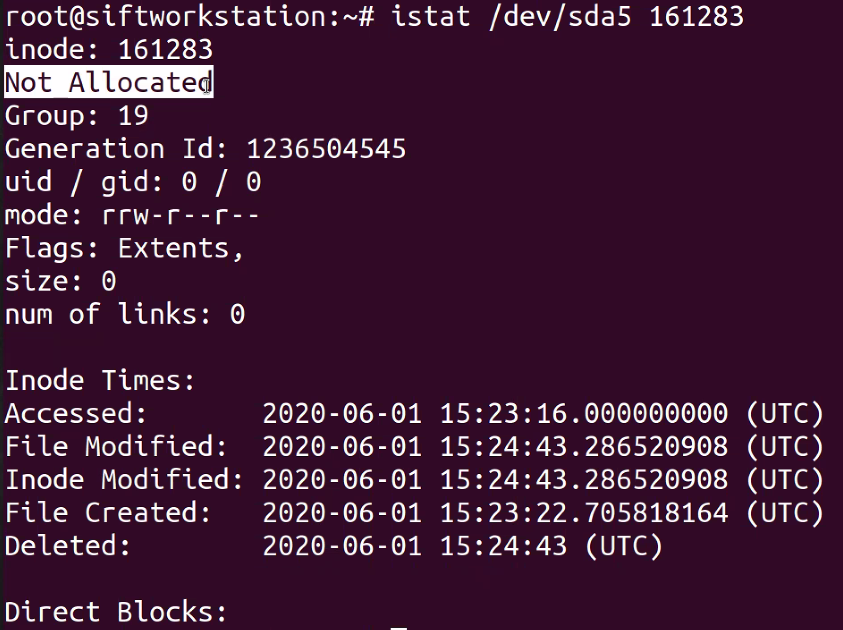 root@siftworkstation:~# istat /dev/sda5 161283
inode: 161283
Not Allocated
Group: 19
Generation Id: 1236504545
uid / gid: 0 / 0
mode: rrw-r--r--
Flags: Extents,
size: 0
num of links: 0
Inode Times:
Accessed: 2020-06-01 15:23:16.000000000 (UTC)
File Modified: 2020-06-01 15:24:43.286520908 (UTC)
Inode Modified: 2020-06-01 15:24:43.286520908 (UTC)
File Created: 2020-06-01 15:23:22.705818164 (UTC)
Deleted: 2020-06-01 15:24:43 (UTC)
Direct Blocks: